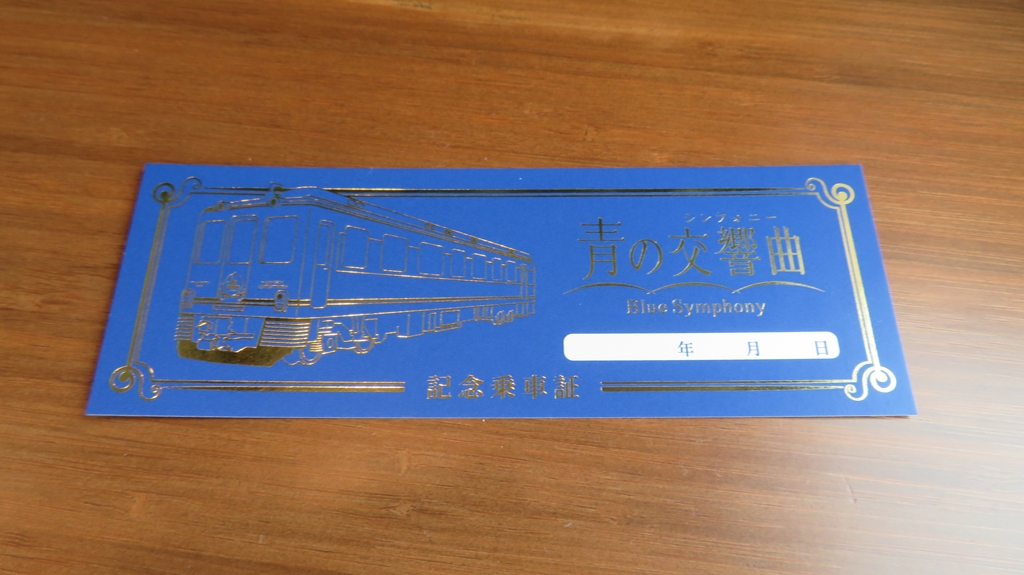 シンフォニー
青の交響曲
Blue Symphony
年 月 日
記念乗車証